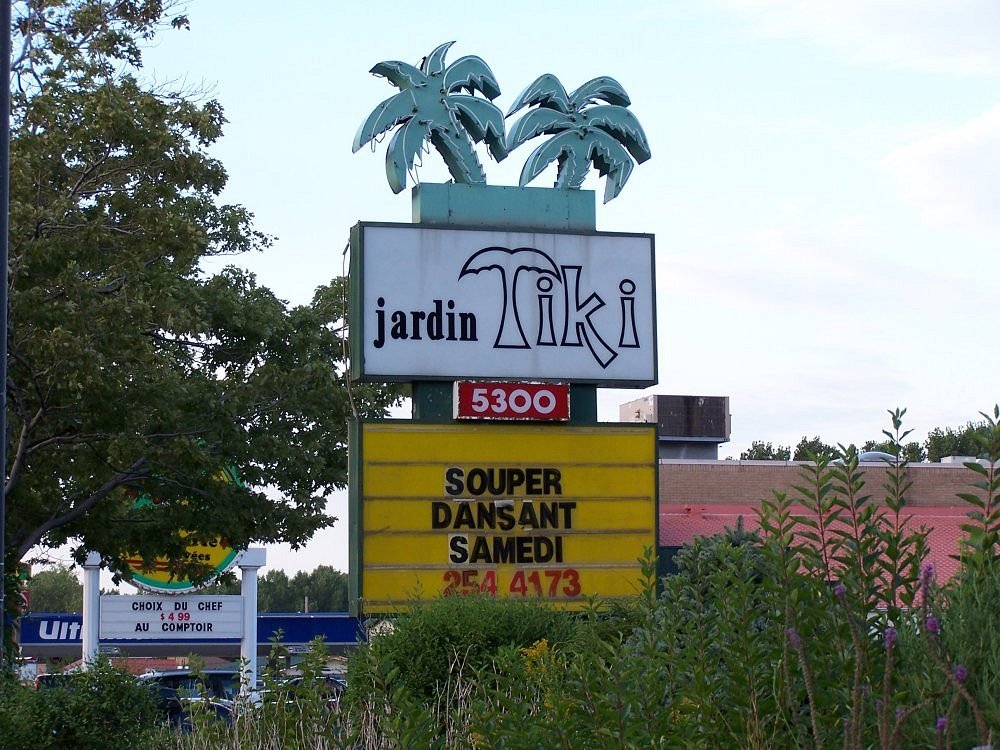 jardin Tiki
5300
SOUPER
DANSANT
SAMEDI
254 4173
CHOIX DU CHEF
$4.99
AU COMPTOIR
Ult